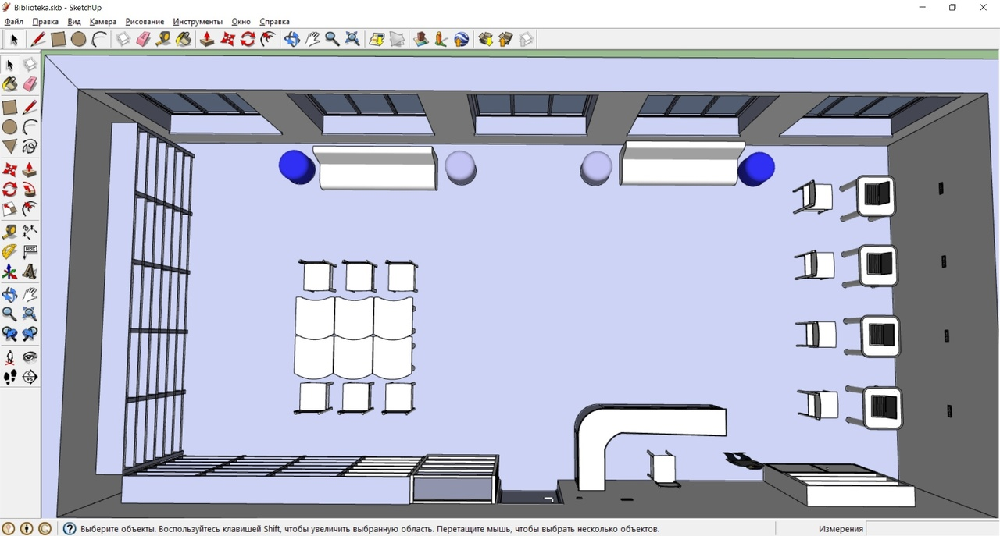 Biblioteka.skb - SketchUp
Файл Правка Вид Камера Рисование Инструменты Окно Справка
ABC
Выберите объекты. Воспользуйтесь клавишей Shift, чтобы увеличить выбранную область. Перетащите мышь, чтобы выбрать несколько объектов.
Измерения